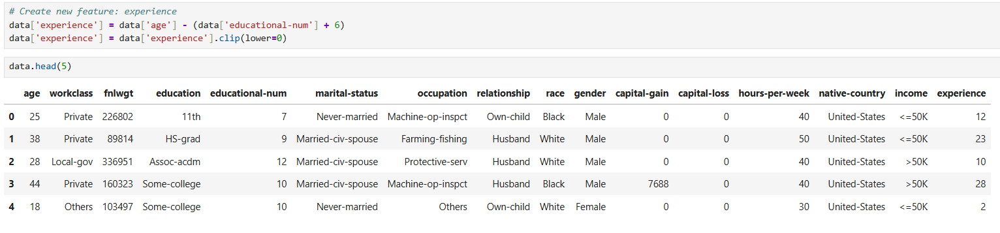 # Create new feature: experience
data['experience'] = data['age'] - (data['educational-num'] + 6)
data['experience'] = data['experience'].clip(lower=0)
data.head(5)
age workclass fnlwgt education educational-num marital-status occupation relationship race gender capital-gain capital-loss hours-per-week native-country income experience
0 25 Private 226802 11th 7 Never-married Machine-op-inspct Own-child Black Male 0 0 40 United-States <=50K 12
1 38 Private 89814 HS-grad 9 Married-civ-spouse Farming-fishing Husband White Male 0 0 50 United-States <=50K 23
2 28 Local-gov 336951 Assoc-acdm 12 Married-civ-spouse Protective-serv Husband White Male 0 0 40 United-States >50K 10
3 44 Private 160323 Some-college 10 Married-civ-spouse Machine-op-inspct Husband Black Male 7688 0 40 United-States >50K 28
4 18 Others 103497 Some-college 10 Never-married Others Own-child White Female 0 0 30 United-States <=50K 2